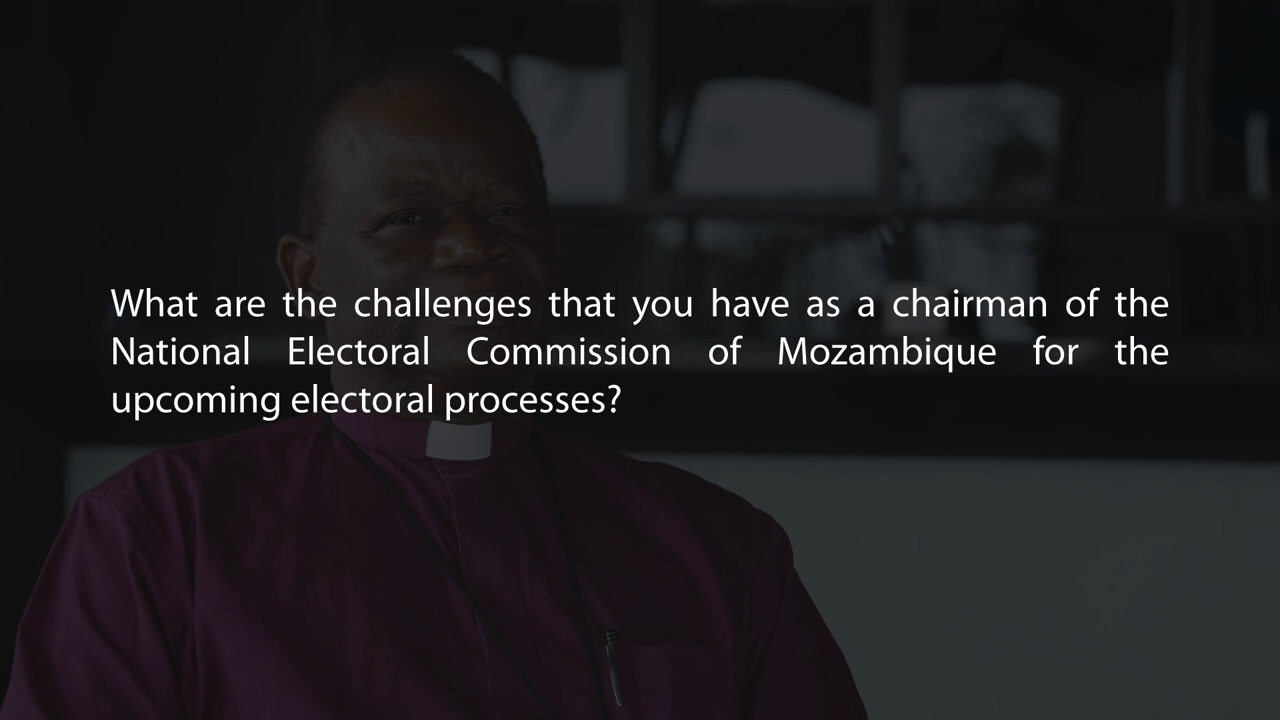 What are the challenges that you have as a chairman of the
National Electoral Commission of Mozambique for the
upcoming electoral processes?